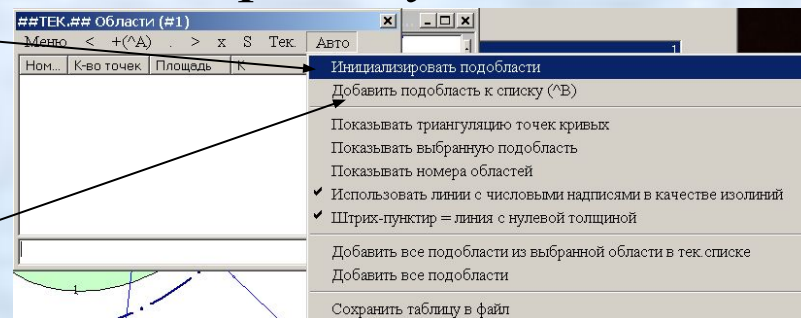 ##ТЕК.## Области (#1)
Меню < +(^A) . > x S Тек. Авто
1
Ном... К-во точек Площадь К
Инициализировать подобласти
Добавить подобласть к списку (^B)
Показывать триангуляцию точек кривых
Показывать выбранную подобласть
Показывать номера областей
✔ Использовать линии с числовыми надписями в качестве изолиний
✔ Штрих-пунктир = линия с нулевой толщиной
Добавить все подобласти из выбранной области в тек.списке
Добавить все подобласти
1
Сохранить таблицу в файл